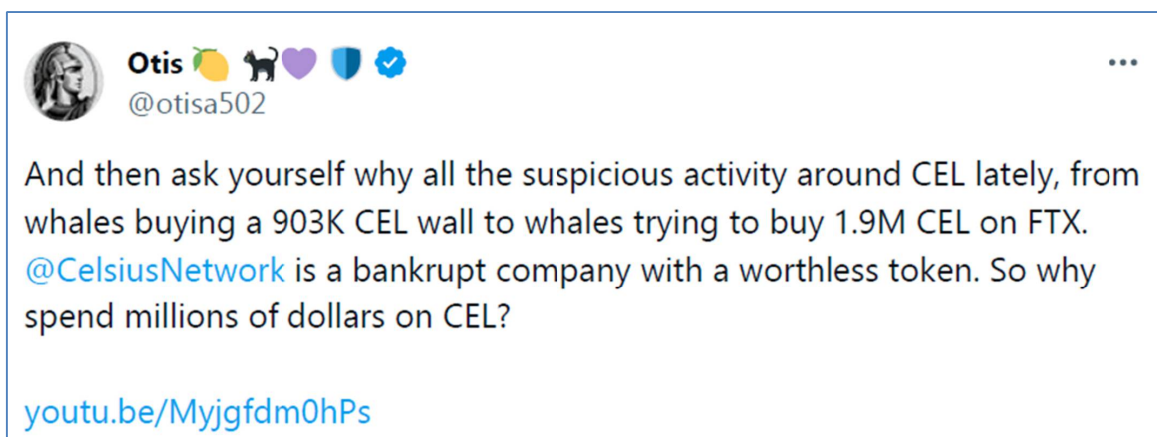 Otis 🍋 🐈‍⬛💜 🛡️
@otisa502
And then ask yourself why all the suspicious activity around CEL lately, from
whales buying a 903K CEL wall to whales trying to buy 1.9M CEL on FTX.
@CelsiusNetwork is a bankrupt company with a worthless token. So why
spend millions of dollars on CEL?
youtu.be/Myjgfdm0hPs